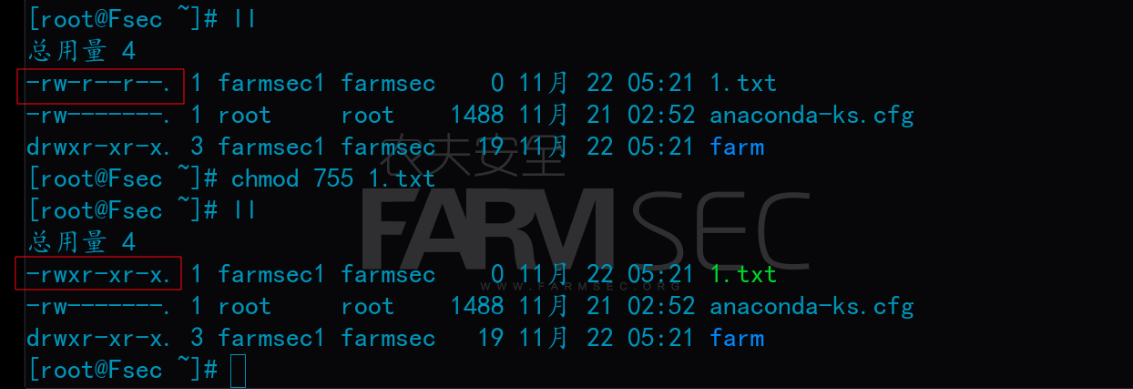 [root@Fsec ~]# ll
总用量 4
-rw-r--r--. 1 farmsec1 farmsec    0 11月 22 05:21 1.txt
-rw-------. 1 root     root    1488 11月 21 02:52 anaconda-ks.cfg
drwxr-xr-x. 3 farmsec1 farmsec   19 11月 22 05:21 farm
农夫安全
[root@Fsec ~]# chmod 755 1.txt
[root@Fsec ~]# ll
FARMSEC
总用量 4
-rwxr-xr-x. 1 farmsec1 farmsec    0 11月 22 05:21 1.txt
WWW.FARMSEC.ORG
-rw-------. 1 root     root    1488 11月 21 02:52 anaconda-ks.cfg
drwxr-xr-x. 3 farmsec1 farmsec   19 11月 22 05:21 farm
[root@Fsec ~]#